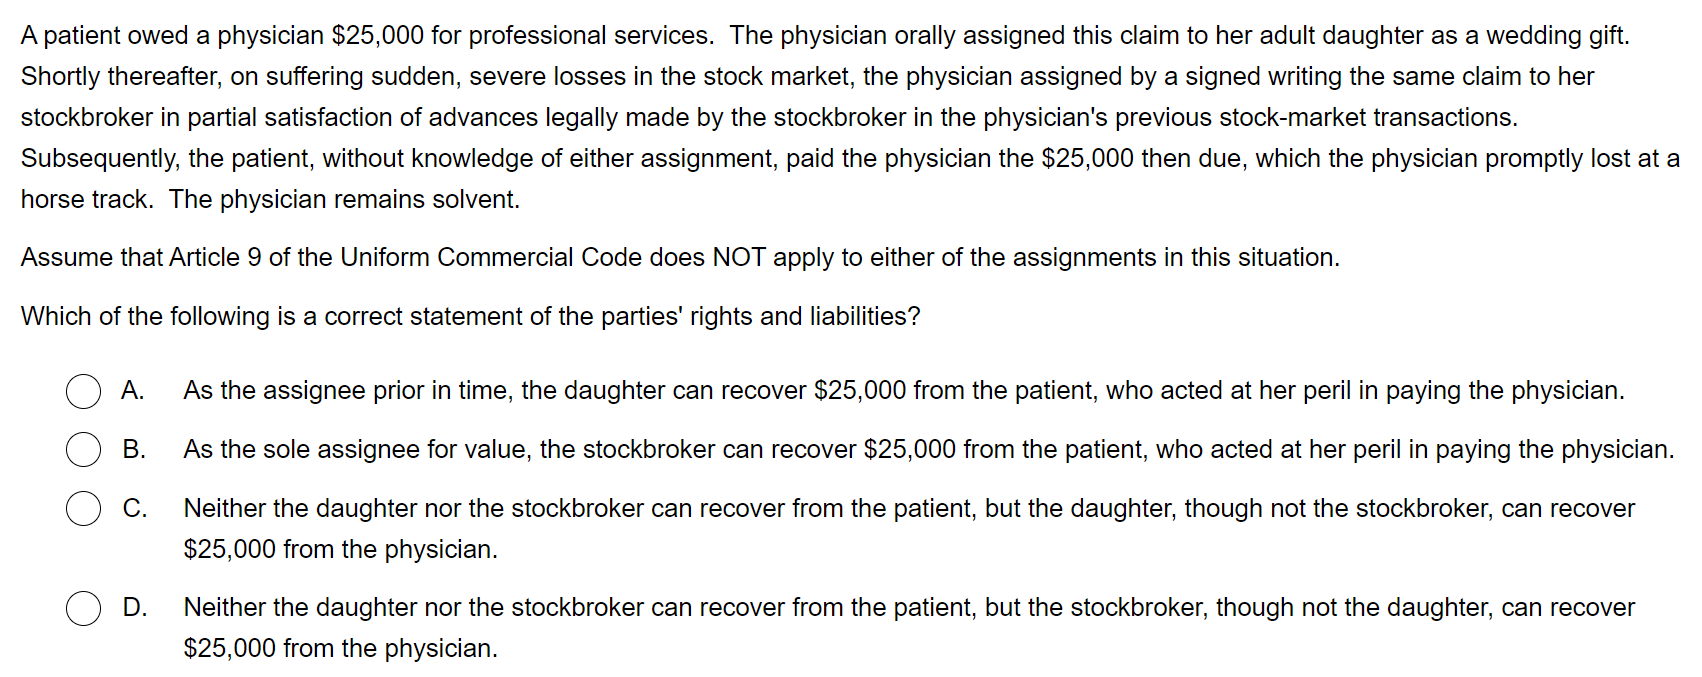 A patient owed a physician $25,000 for professional services.  The physician orally assigned this claim to her adult daughter as a wedding gift.
Shortly thereafter, on suffering sudden, severe losses in the stock market, the physician assigned by a signed writing the same claim to her
stockbroker in partial satisfaction of advances legally made by the stockbroker in the physician's previous stock-market transactions.
Subsequently, the patient, without knowledge of either assignment, paid the physician the $25,000 then due, which the physician promptly lost at a
horse track.  The physician remains solvent.
Assume that Article 9 of the Uniform Commercial Code does NOT apply to either of the assignments in this situation.
Which of the following is a correct statement of the parties' rights and liabilities?
A. As the assignee prior in time, the daughter can recover $25,000 from the patient, who acted at her peril in paying the physician.
B. As the sole assignee for value, the stockbroker can recover $25,000 from the patient, who acted at her peril in paying the physician.
C. Neither the daughter nor the stockbroker can recover from the patient, but the daughter, though not the stockbroker, can recover
$25,000 from the physician.
D. Neither the daughter nor the stockbroker can recover from the patient, but the stockbroker, though not the daughter, can recover
$25,000 from the physician.